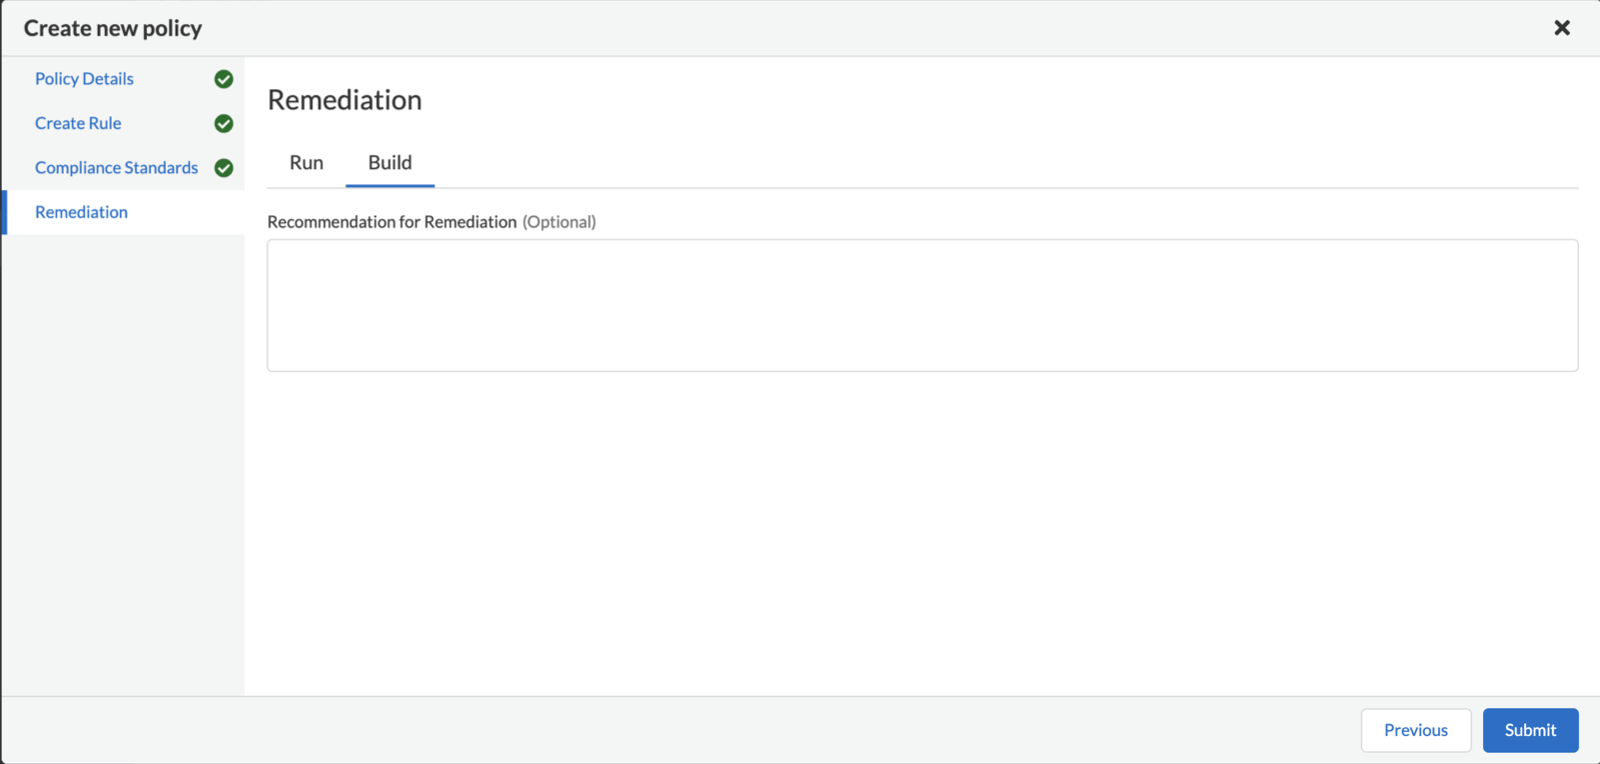 Create new policy
Policy Details
Create Rule
Compliance Standards
Remediation
Remediation
Run
Build
Recommendation for Remediation (Optional)
Previous
Submit